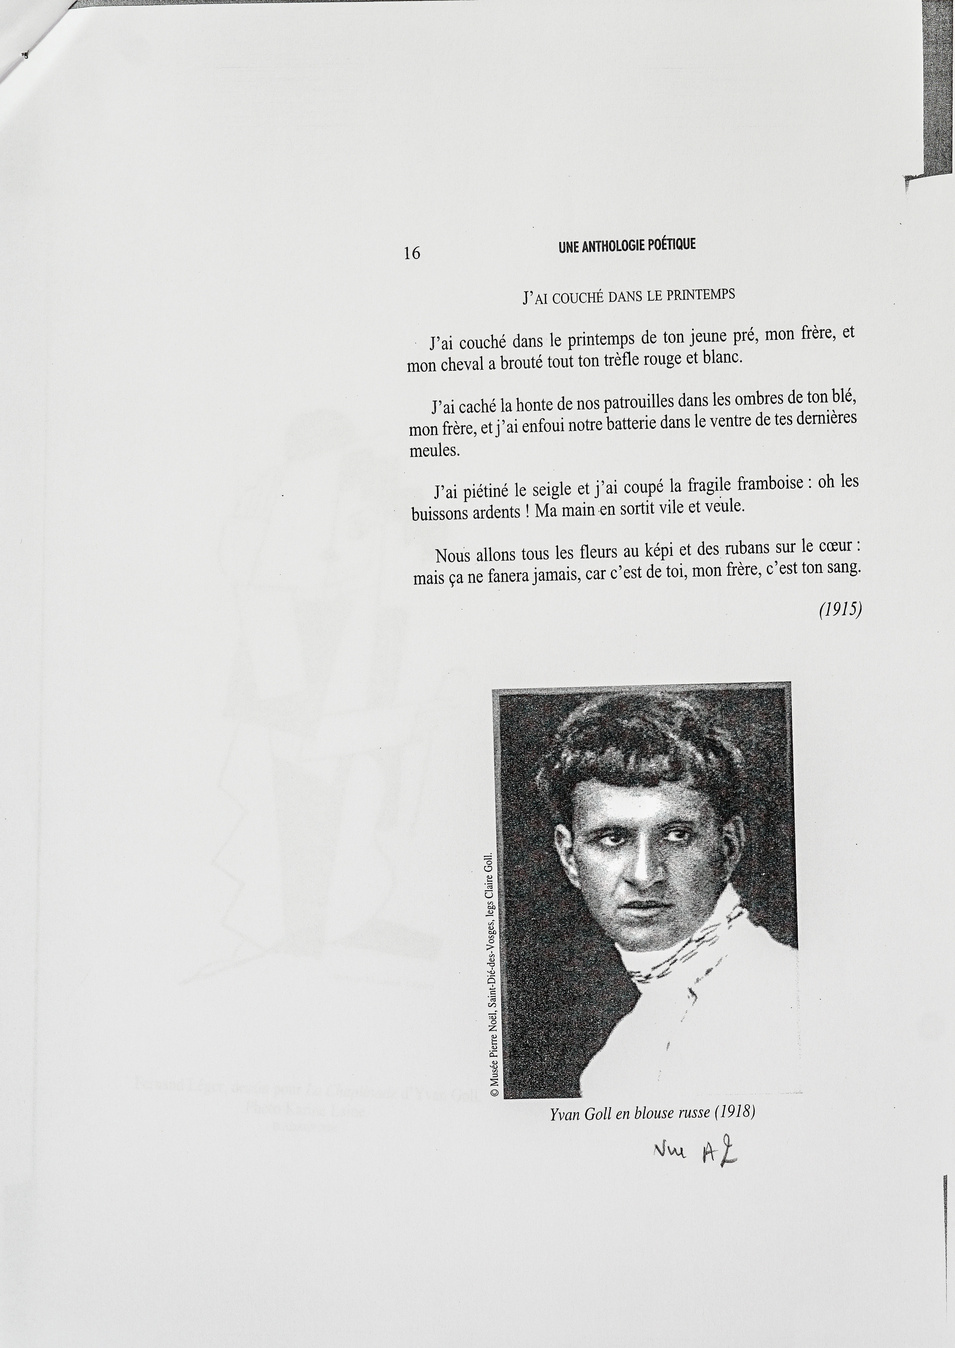 16
UNE ANTHOLOGIE POÉTIQUE
J'AI COUCHÉ DANS LE PRINTEMPS
J'ai couché dans le printemps de ton jeune pré, mon frère, et
mon cheval a brouté tout ton trèfle rouge et blanc.
J'ai caché la honte de nos patrouilles dans les ombres de ton blé,
mon frère, et j'ai enfoui notre batterie dans le ventre de tes dernières
meules.
J'ai piétiné le seigle et j'ai coupé la fragile framboise : oh les
buissons ardents ! Ma main en sortit vile et veule.
Nous allons tous les fleurs au képi et des rubans sur le cœur :
mais ça ne fanera jamais, car c'est de toi, mon frère, c'est ton sang.
(1915)
© Musée Pierre Noël, Saint-Dié-des-Vosges, legs Claire Goll.
Yvan Goll en blouse russe (1918)